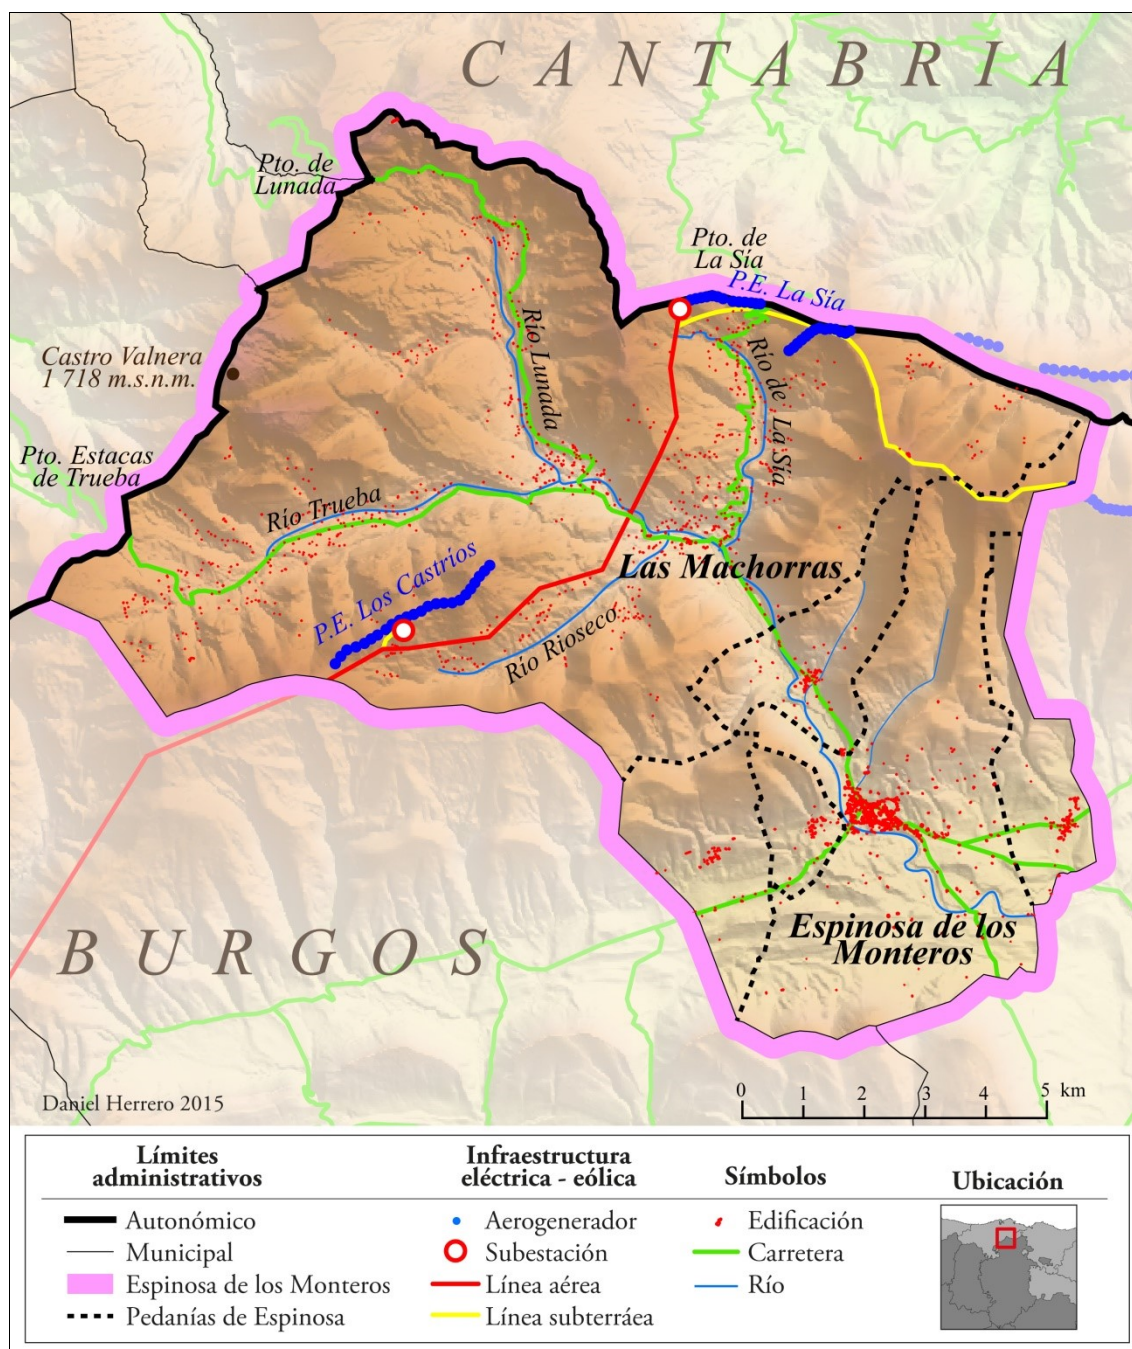 CANTABRIA
Pto. de
Lunada
Pto. de
La Sía
P.E. La Sía
Castro Valnera
1 718 m.s.n.m.
Río Lunada
Río de La Sía
Pto. Estacas
de Trueba
Río Trueba
P.E. Los Castríos
Las Machorras
Río Rioseco
BURGOS
Espinosa de los
Monteros
Daniel Herrero 2015
0 1 2 3 4 5 km
Límites
administrativos
Autonómico
Municipal
Espinosa de los Monteros
Pedanías de Espinosa
Infraestructura
eléctrica - eólica
Aerogenerador
Subestación
Línea aérea
Línea subterráea
Símbolos
Edificación
Carretera
Río
Ubicación